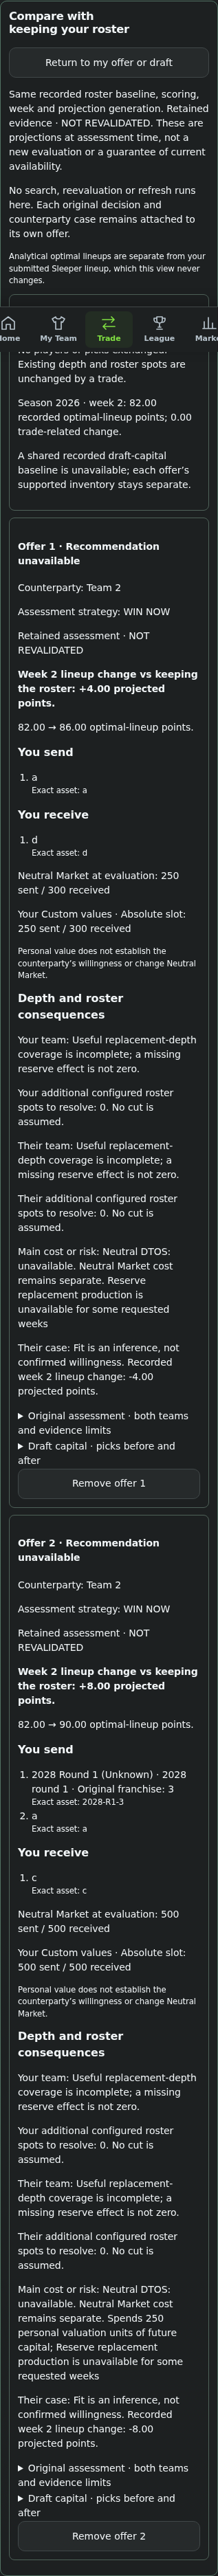 Compare with
keeping your roster
Return to my offer or draft
Same recorded roster baseline, scoring,
week and projection generation. Retained
evidence · NOT REVALIDATED. These are
projections at assessment time, not a
new evaluation or a guarantee of current
availability.
No search, reevaluation or refresh runs
here. Each original decision and
counterparty case remains attached to
its own offer.
Analytical optimal lineups are separate from your
submitted Sleeper lineup, which this view never
changes.
My Team
Trade
League
Existing depth and roster spots are
unchanged by a trade.
Season 2026 · week 2: 82.00
recorded optimal-lineup points; 0.00
trade-related change.
A shared recorded draft-capital
baseline is unavailable; each offer's
supported inventory stays separate.
Offer 1 · Recommendation
unavailable
Counterparty: Team 2
Assessment strategy: WIN NOW
Retained assessment · NOT
REVALIDATED
Week 2 lineup change vs keeping
the roster: +4.00 projected
points.
82.00 → 86.00 optimal-lineup points.
You send
1. a
Exact asset: a
You receive
1. d
Exact asset: d
Neutral Market at evaluation: 250
sent / 300 received
Your Custom values · Absolute slot:
250 sent / 300 received
Personal value does not establish the
counterparty's willingness or change Neutral
Market.
Depth and roster
consequences
Your team: Useful replacement-depth
coverage is incomplete; a missing
reserve effect is not zero.
Your additional configured roster
spots to resolve: 0. No cut is
assumed.
Their team: Useful replacement-
depth coverage is incomplete; a
missing reserve effect is not zero.
Their additional configured roster
spots to resolve: 0. No cut is
assumed.
Main cost or risk: Neutral DTOS:
unavailable. Neutral Market cost
remains separate. Reserve
replacement production is
unavailable for some requested
weeks
Their case: Fit is an inference, not
confirmed willingness. Recorded
week 2 lineup change: -4.00
projected points.
▶ Original assessment · both teams
and evidence limits
▶ Draft capital · picks before and
after
Remove offer 1
Offer 2 · Recommendation
unavailable
Counterparty: Team 2
Assessment strategy: WIN NOW
Retained assessment · NOT
REVALIDATED
Week 2 lineup change vs keeping
the roster: +8.00 projected
points.
82.00 → 90.00 optimal-lineup points.
You send
1. 2028 Round 1 (Unknown) · 2028
round 1 · Original franchise: 3
Exact asset: 2028-R1-3
2. a
Exact asset: a
You receive
1. c
Exact asset: c
Neutral Market at evaluation: 500
sent / 500 received
Your Custom values · Absolute slot:
500 sent / 500 received
Personal value does not establish the
counterparty's willingness or change Neutral
Market.
Depth and roster
consequences
Your team: Useful replacement-depth
coverage is incomplete; a missing
reserve effect is not zero.
Your additional configured roster
spots to resolve: 0. No cut is
assumed.
Their team: Useful replacement-
depth coverage is incomplete; a
missing reserve effect is not zero.
Their additional configured roster
spots to resolve: 0. No cut is
assumed.
Main cost or risk: Neutral DTOS:
unavailable. Neutral Market cost
remains separate. Spends 250
personal valuation units of future
capital; Reserve replacement
production is unavailable for some
requested weeks
Their case: Fit is an inference, not
confirmed willingness. Recorded
week 2 lineup change: -8.00
projected points.
▶ Original assessment · both teams
and evidence limits
▶ Draft capital · picks before and
after
Remove offer 2